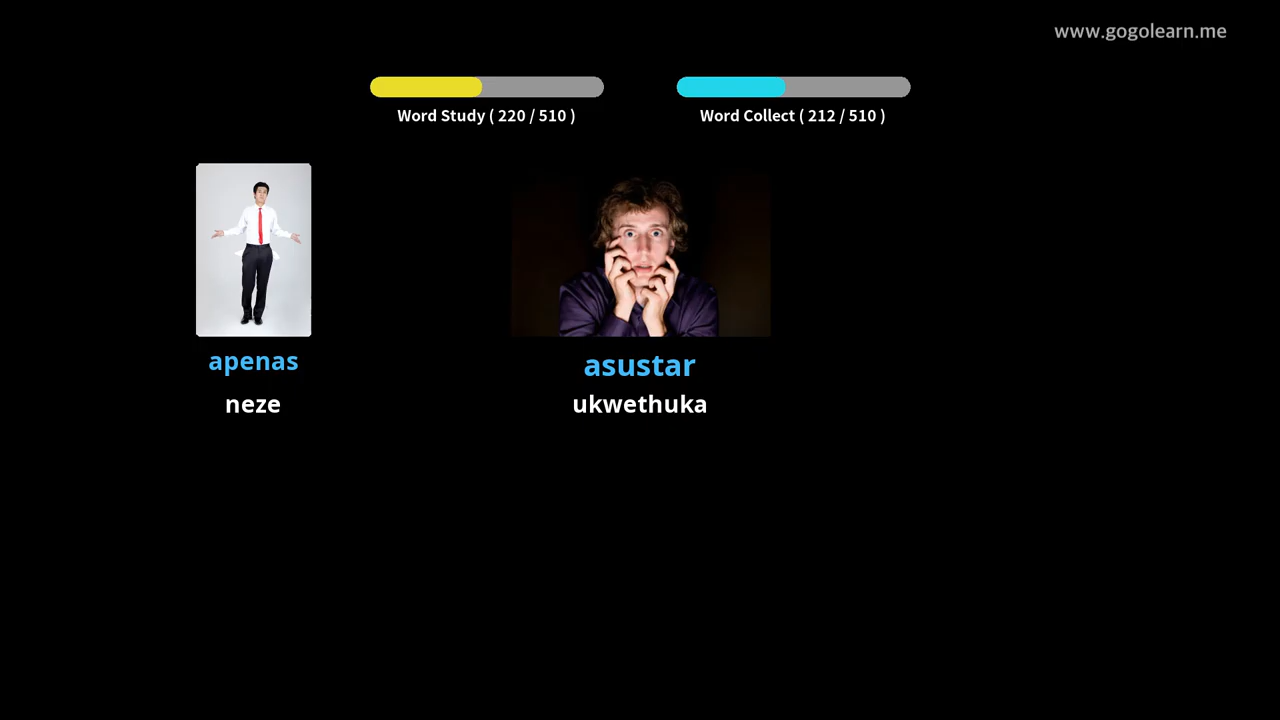 www.gogolearn.me
Word Study ( 220 / 510 )
Word Collect ( 212 / 510 )
apenas
neze
asustar
ukwethuka